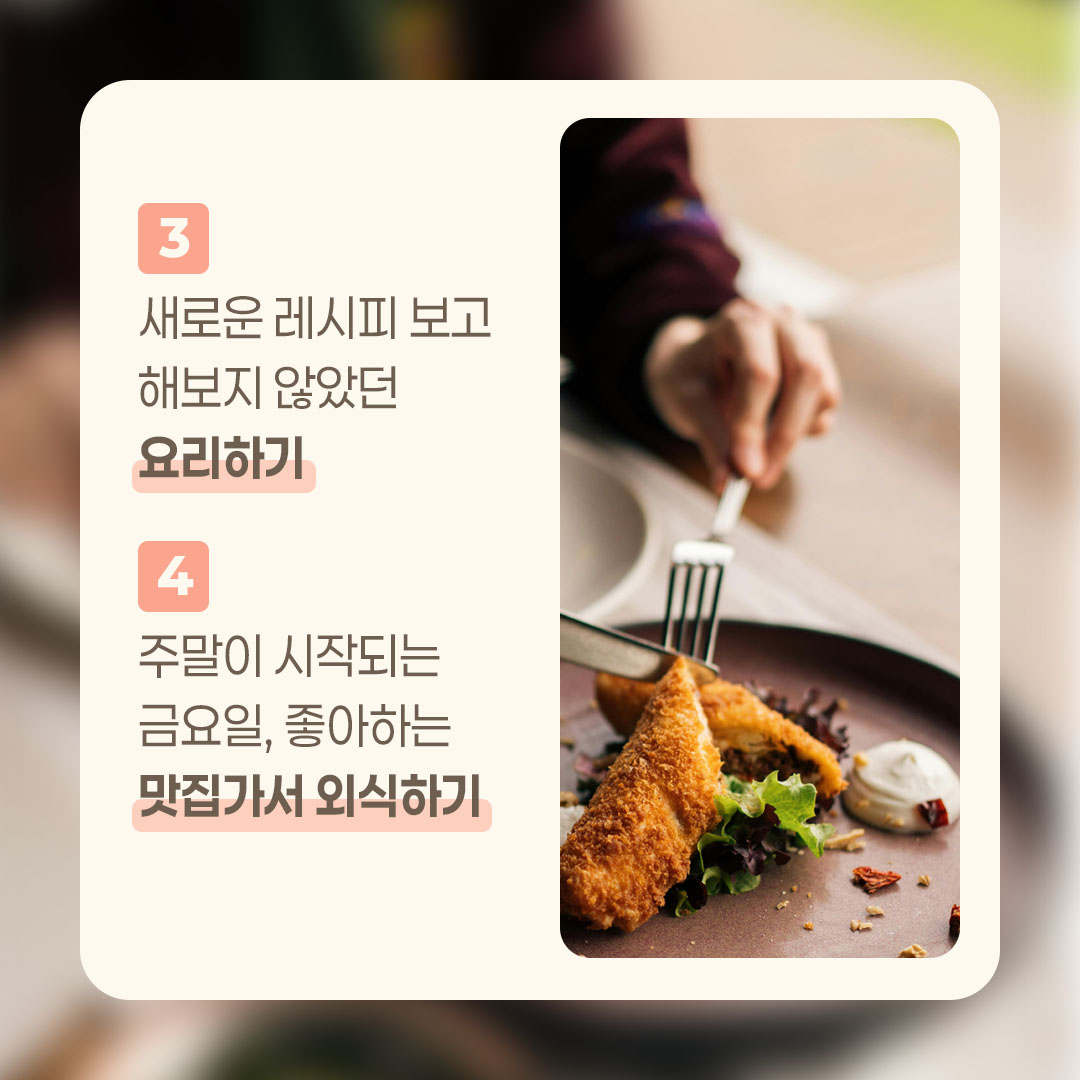 3
새로운 레시피 보고
해보지 않았던
요리하기
4
주말이 시작되는
금요일, 좋아하는
맛집가서 외식하기